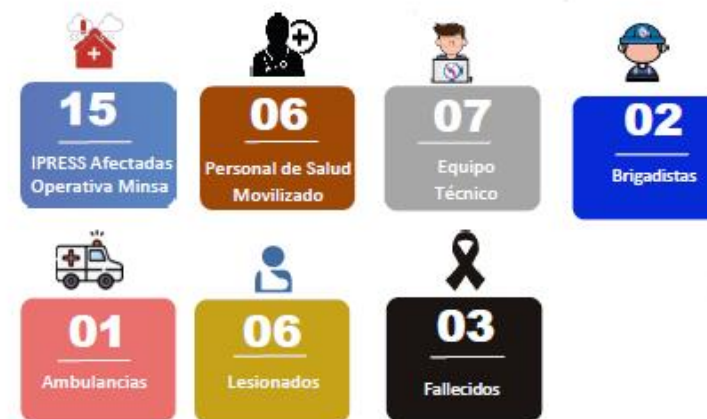 15
IPRESS Afectadas
Operativa Minsa
06
Personal de Salud
Movilizado
07
Equipo
Técnico
02
Brigadistas
01
Ambulancias
06
Lesionados
03
Fallecidos